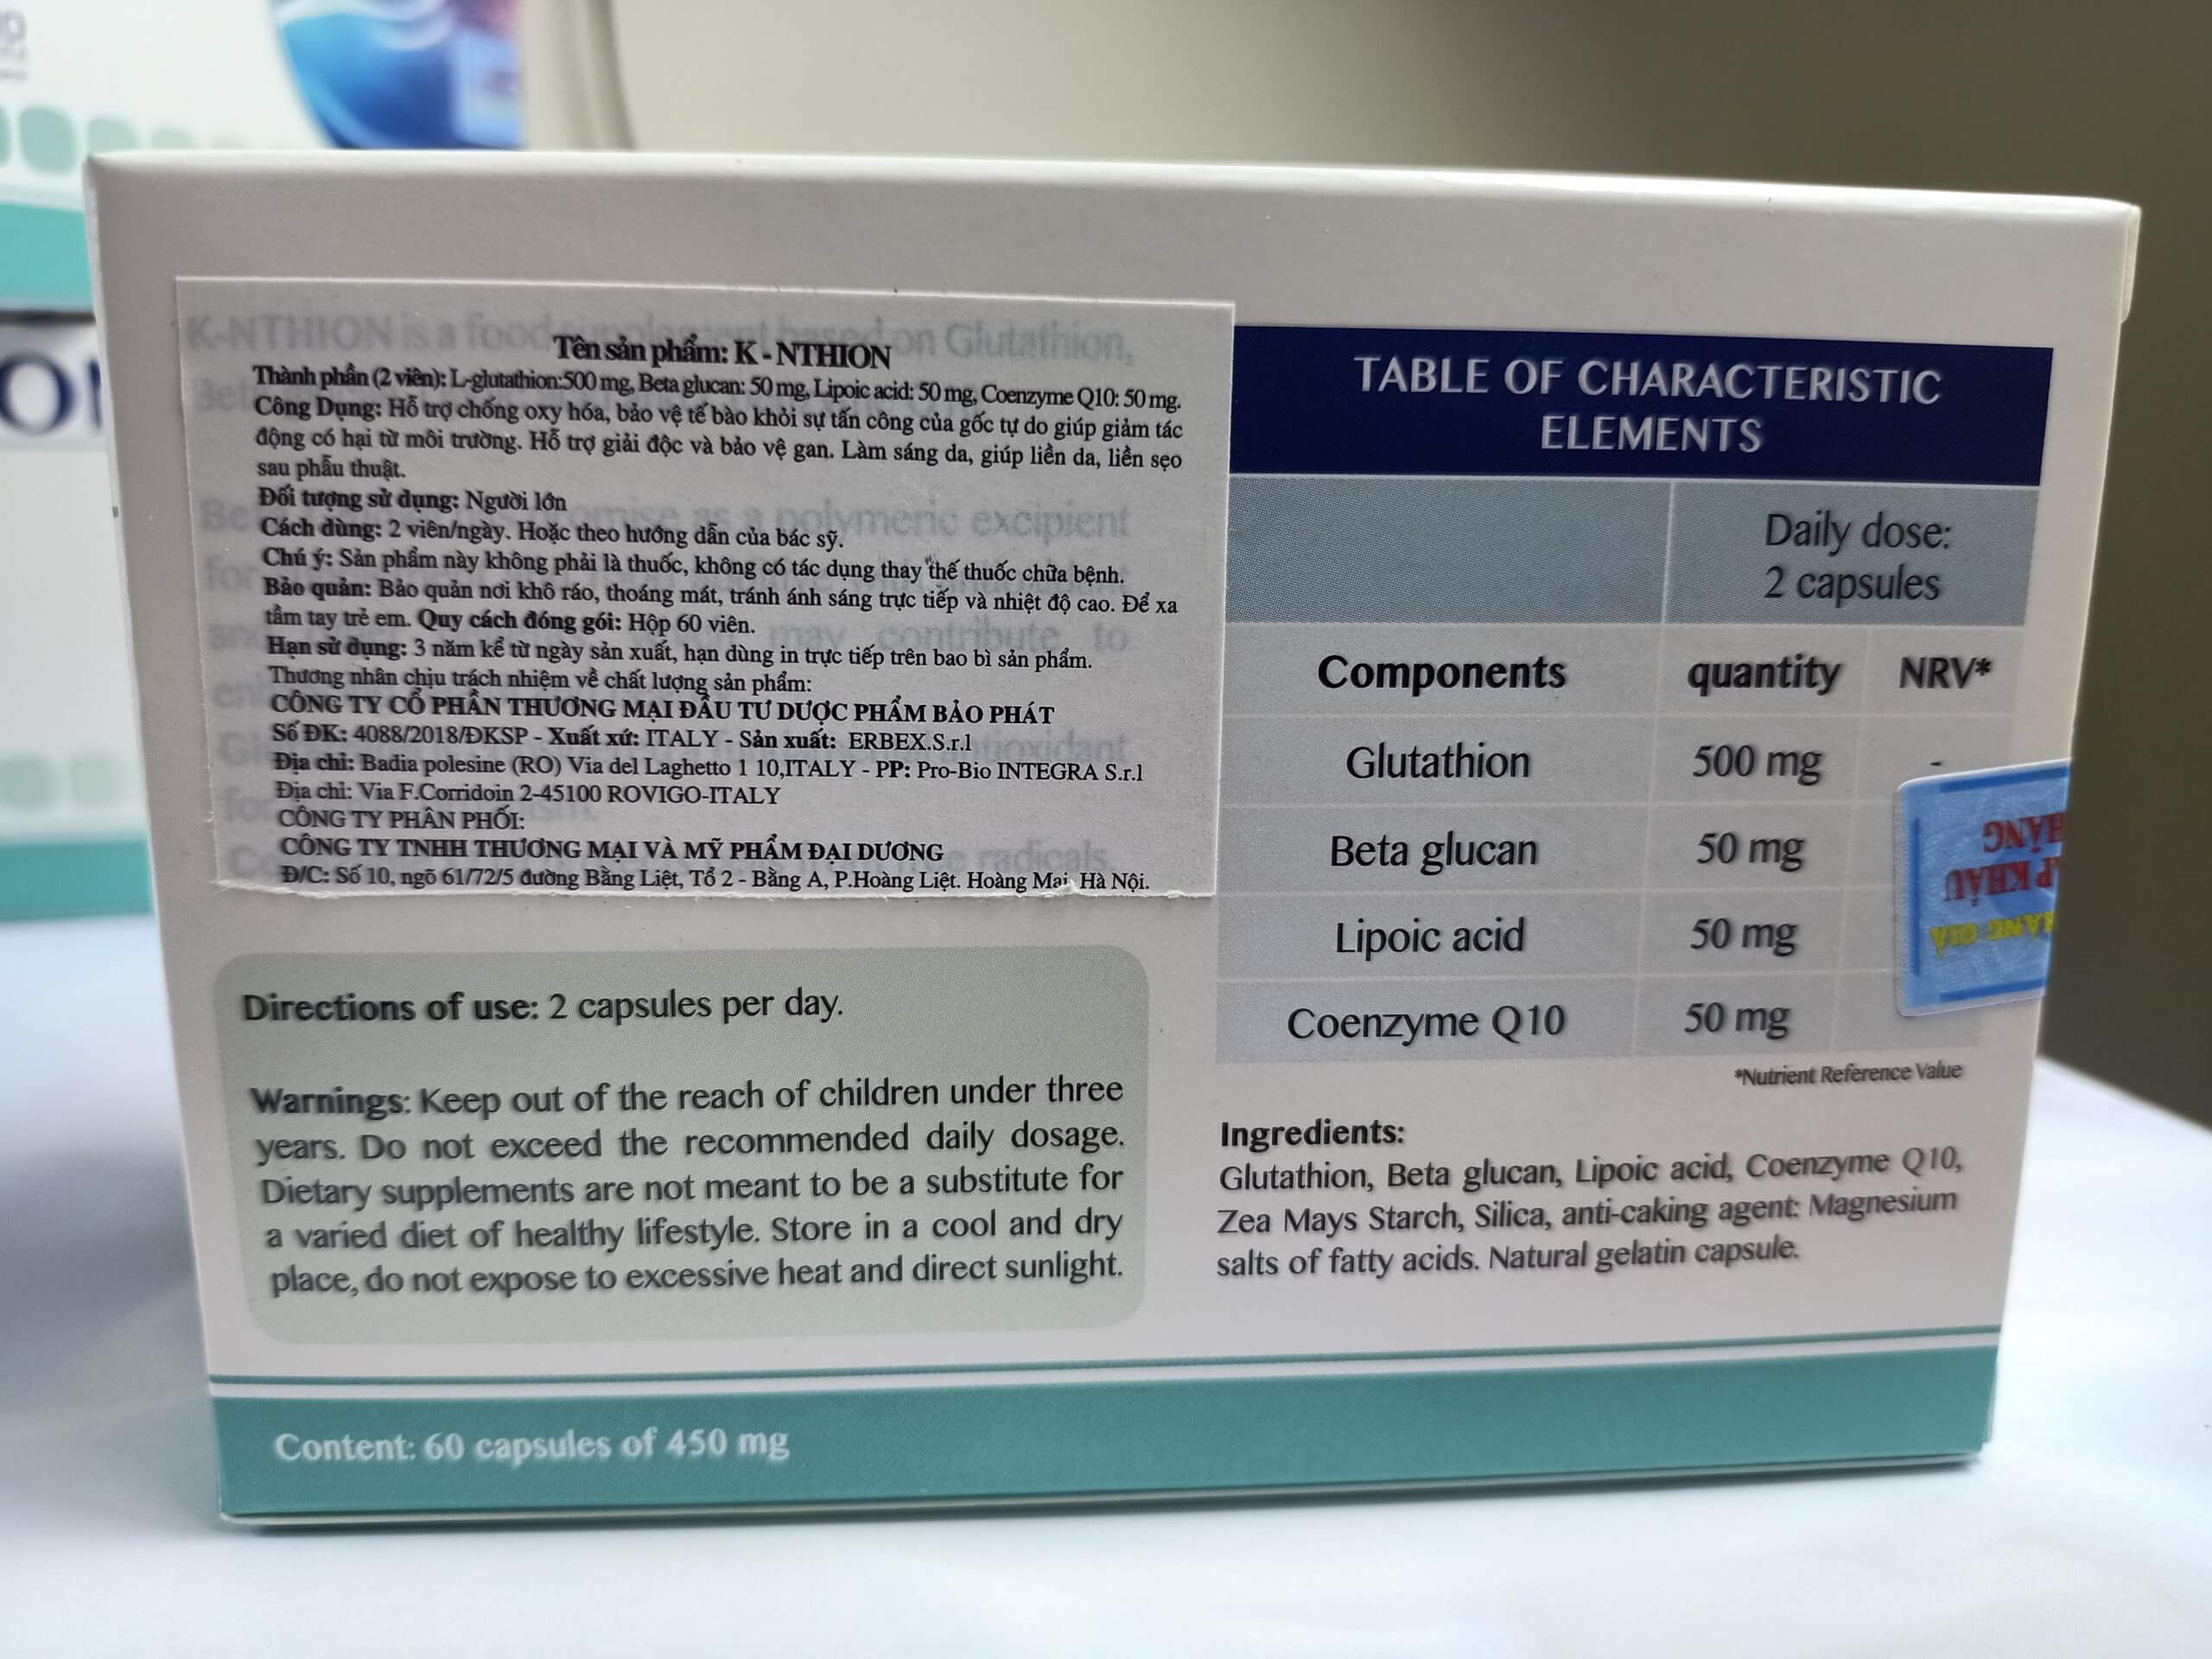 Tên sản phẩm: K - NTHION
Thành phần (2 viên): L-glutathion:500 mg, Beta glucan: 50 mg, Lipoic acid: 50 mg, Coenzyme Q10: 50 mg.
Công Dụng: Hỗ trợ chống oxy hóa, bảo vệ tế bào khỏi sự tấn công của gốc tự do giúp giảm tác
động có hại từ môi trường. Hỗ trợ giải độc và bảo vệ gan. Làm sáng da, giúp liền da, liền sẹo
sau phẫu thuật.
Đối tượng sử dụng: Người lớn
Cách dùng: 2 viên/ngày. Hoặc theo hướng dẫn của bác sỹ.
Chú ý: Sản phẩm này không phải là thuốc, không có tác dụng thay thế thuốc chữa bệnh.
Bảo quản: Bảo quản nơi khô ráo, thoáng mát, tránh ánh sáng trực tiếp và nhiệt độ cao. Để xa
tầm tay trẻ em. Quy cách đóng gói: Hộp 60 viên.
Hạn sử dụng: 3 năm kể từ ngày sản xuất, hạn dùng in trực tiếp trên bao bì sản phẩm.
Thương nhân chịu trách nhiệm về chất lượng sản phẩm:
CÔNG TY CỔ PHẦN THƯƠNG MẠI ĐẦU TƯ DƯỢC PHẨM BẢO PHÁT
Số ĐK: 4088/2018/ĐKSP - Xuất xứ: ITALY - Sản xuất: ERBEX.S.r.l
Địa chỉ: Badia polesine (RO) Via del Laghetto 1 10,ITALY - PP: Pro-Bio INTEGRA S.r.l
Địa chỉ: Via F.Corridoin 2-45100 ROVIGO-ITALY
CÔNG TY PHÂN PHỐI:
CÔNG TY TNHH THƯƠNG MẠI VÀ MỸ PHẨM ĐẠI DƯƠNG
Đ/C: Số 10, ngõ 61/72/5 đường Bằng Liệt, Tổ 2 - Bằng A, P.Hoàng Liệt. Hoàng Mai, Hà Nội.
Directions of use: 2 capsules per day.
Warnings: Keep out of the reach of children under three
years. Do not exceed the recommended daily dosage.
Dietary supplements are not meant to be a substitute for
a varied diet of healthy lifestyle. Store in a cool and dry
place, do not expose to excessive heat and direct sunlight.
Content: 60 capsules of 450 mg
TABLE OF CHARACTERISTIC
ELEMENTS
Daily dose:
2 capsules
Components quantity NRV*
Glutathion 500 mg -
Beta glucan 50 mg
Lipoic acid 50 mg
Coenzyme Q10 50 mg
*Nutrient Reference Value
Ingredients:
Glutathion, Beta glucan, Lipoic acid, Coenzyme Q10,
Zea Mays Starch, Silica, anti-caking agent: Magnesium
salts of fatty acids. Natural gelatin capsule.
HÀNG
KHẨU